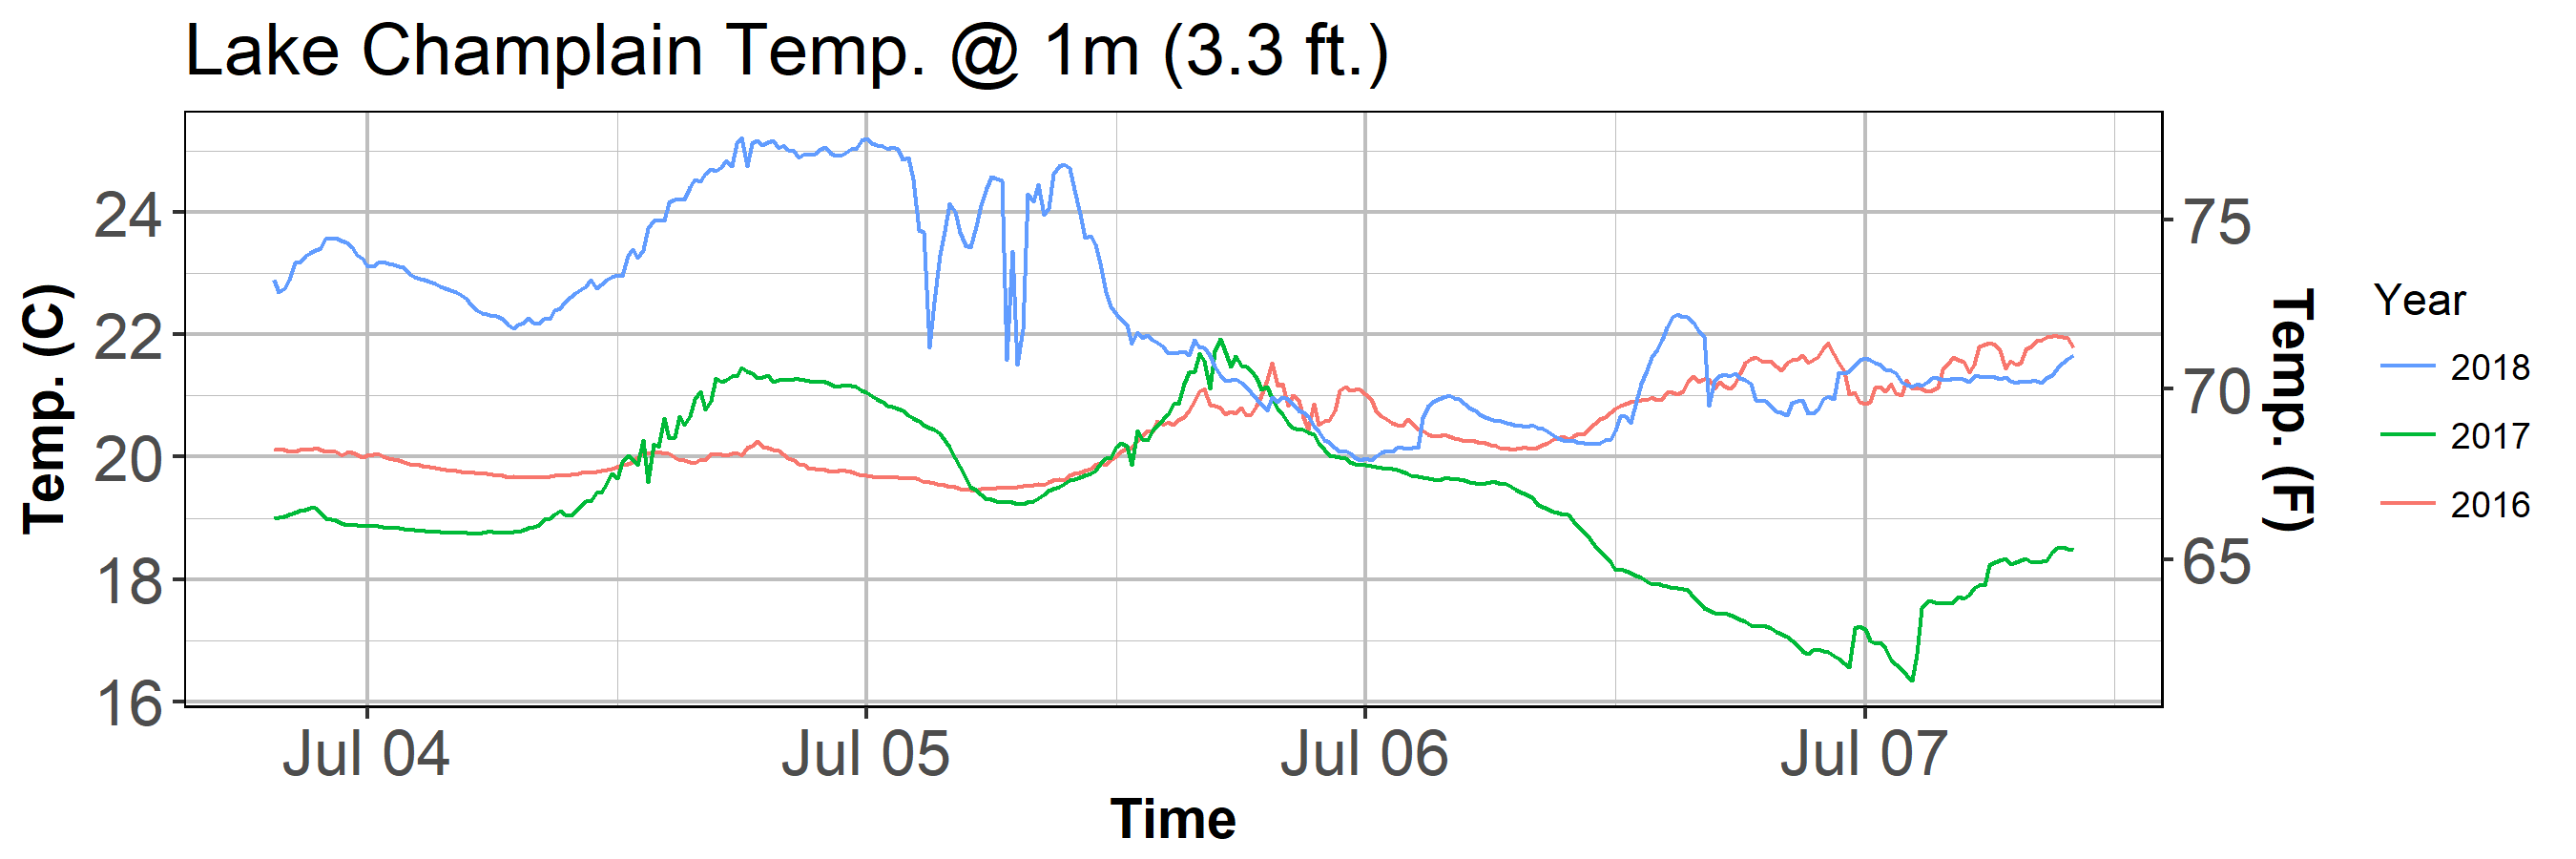 Lake Champlain Temp. @ 1m (3.3 ft.)
Temp. (C)
24
22
20
18
16
75
70
65
Temp. (F)
Jul 04
Jul 05
Jul 06
Jul 07
Time
Year
2018
2017
2016